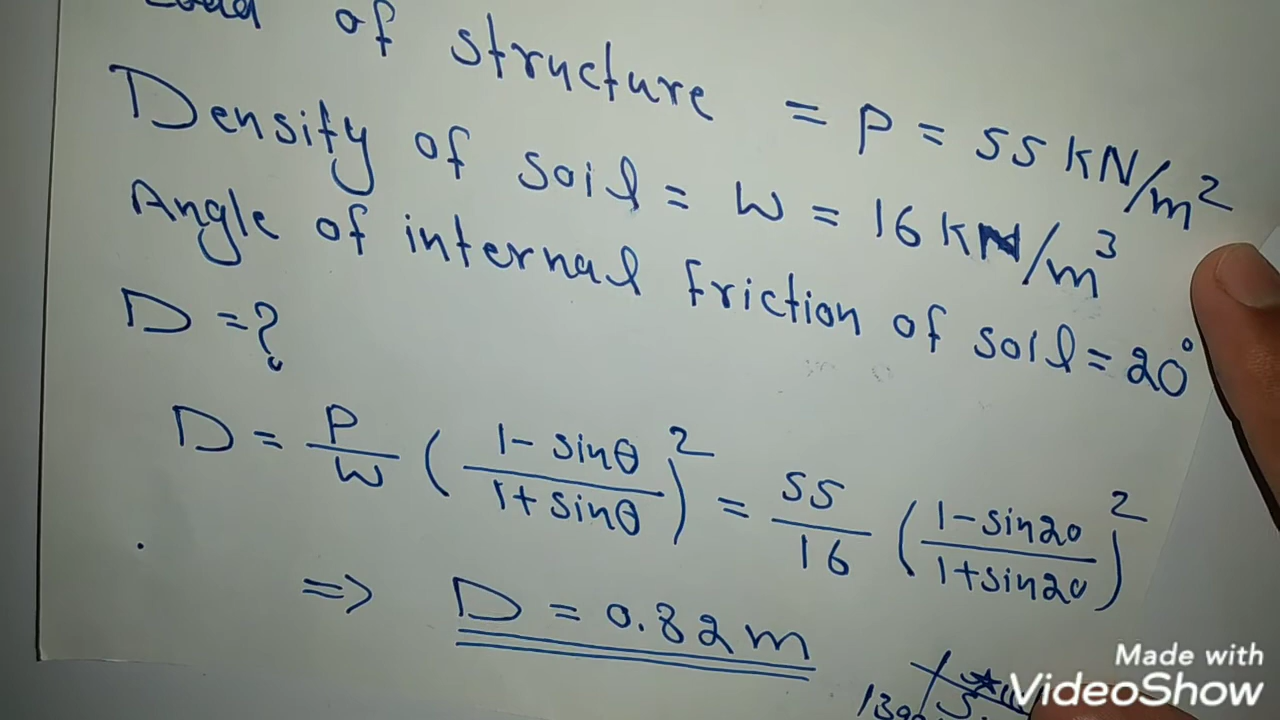 of structure = P = 55 KN/m²
Density of soil = W = 16 KN/m³
Angle of internal friction of soil = 20°
D = ?
D = P/W (1 - sinθ / 1 + sinθ)² = 55/16 (1 - sin20 / 1 + sin20)²
⇒ D = 0.82 m
Made with
VideoShow